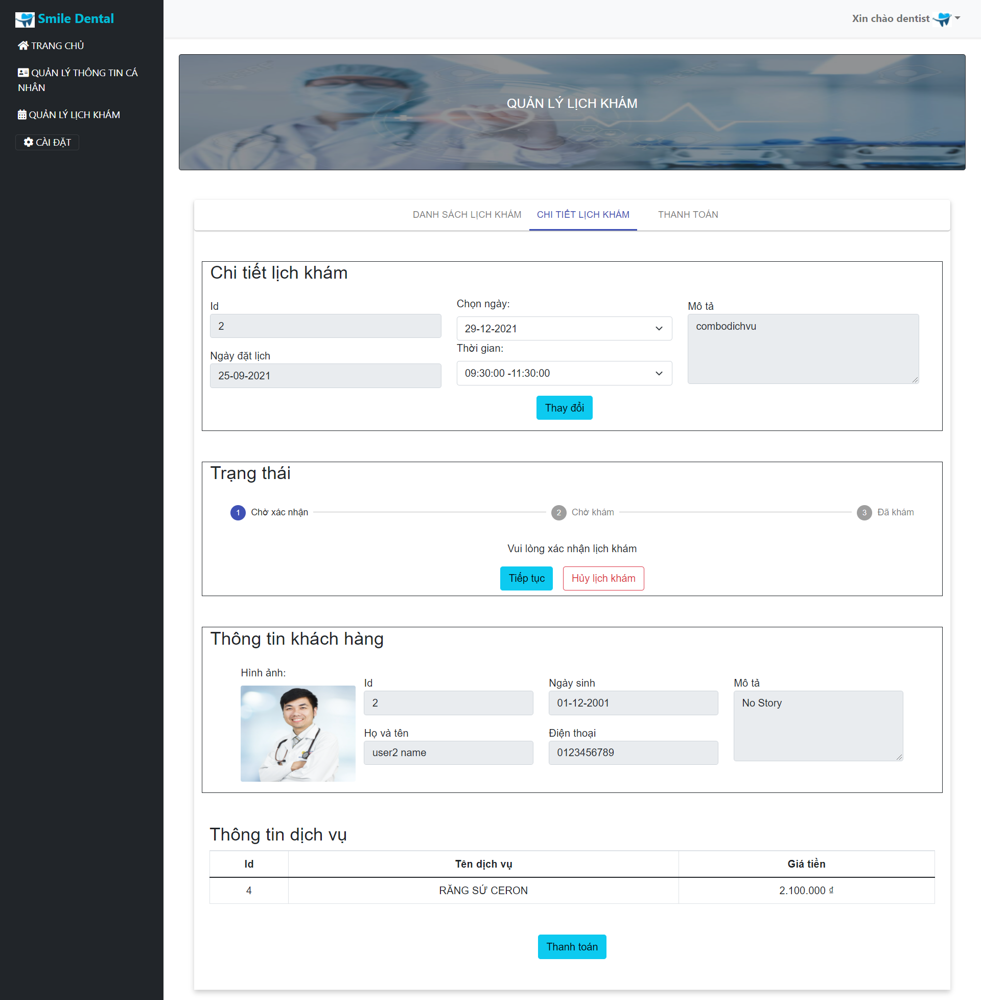 Smile Dental
Xin chào dentist
TRANG CHỦ
QUẢN LÝ THÔNG TIN CÁ
NHÂN
QUẢN LÝ LỊCH KHÁM
CÀI ĐẶT
QUẢN LÝ LỊCH KHÁM
DANH SÁCH LỊCH KHÁM CHI TIẾT LỊCH KHÁM THANH TOÁN
Chi tiết lịch khám
Id
2
Ngày đặt lịch
25-09-2021
Chọn ngày:
29-12-2021
Thời gian:
09:30:00 -11:30:00
Mô tả
combodichvu
Thay đổi
Trạng thái
1 Chờ xác nhận 2 Chờ khám 3 Đã khám
Vui lòng xác nhận lịch khám
Tiếp tục Hủy lịch khám
Thông tin khách hàng
Hình ảnh:
Id
2
Họ và tên
user2 name
Ngày sinh
01-12-2001
Điện thoại
0123456789
Mô tả
No Story
Thông tin dịch vụ
Id Tên dịch vụ Giá tiền
4 RĂNG SỨ CERON 2.100.000 ₫
Thanh toán